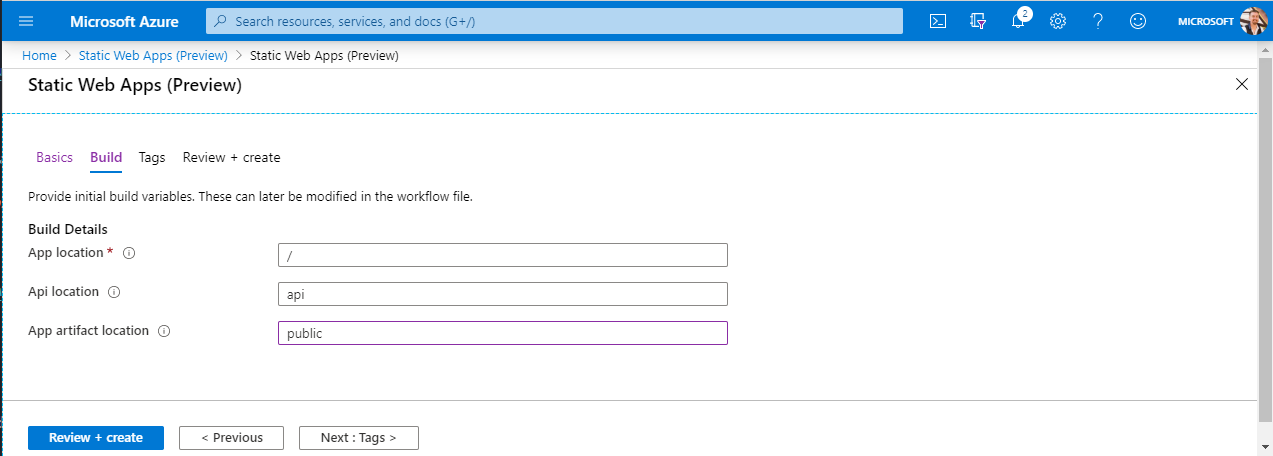 Microsoft Azure
Search resources, services, and docs (G+/)
2
MICROSOFT
Home > Static Web Apps (Preview) > Static Web Apps (Preview)
Static Web Apps (Preview)
Basics Build Tags Review + create
Provide initial build variables. These can later be modified in the workflow file.
Build Details
App location *
/
Api location
api
App artifact location
public
Review + create
< Previous
Next : Tags >